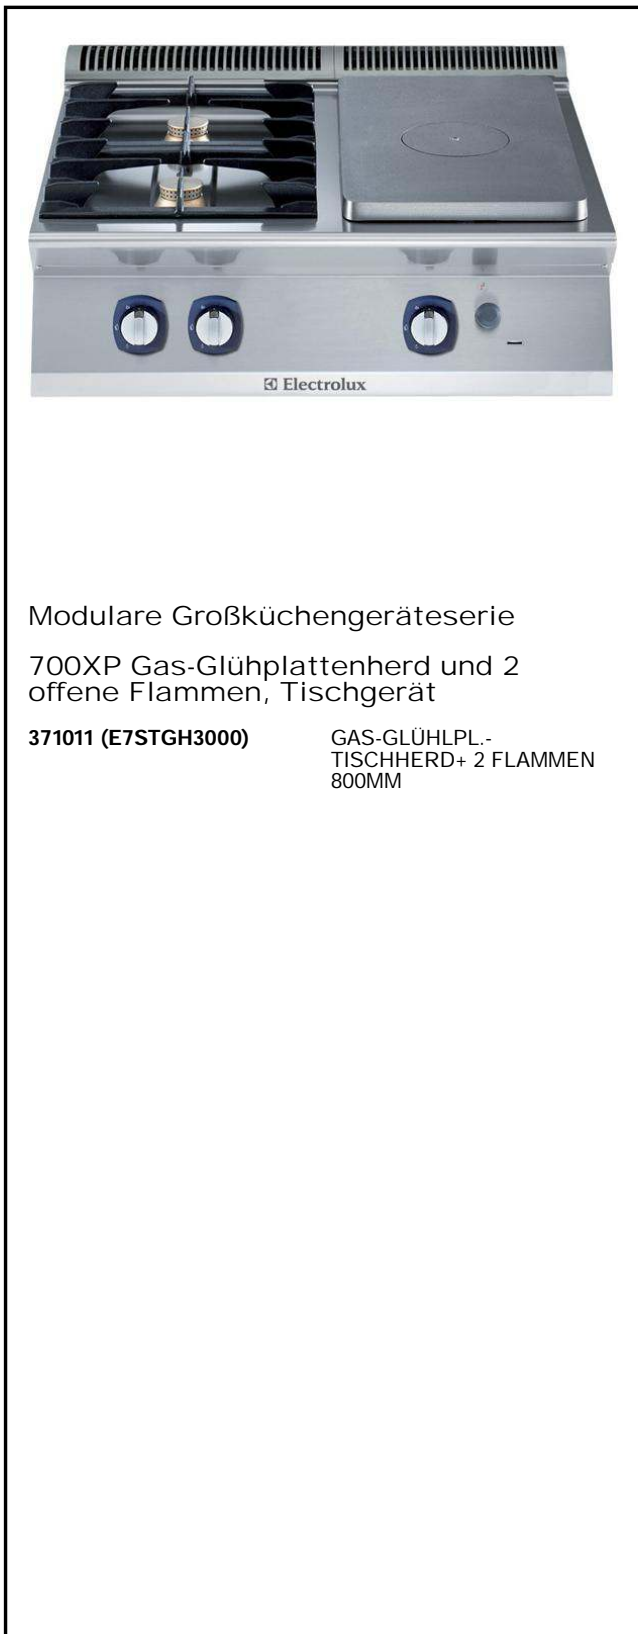 Electrolux
Modulare Großküchengeräteserie
700XP Gas-Glühplattenherd und 2
offene Flammen, Tischgerät
371011 (E7STGH3000)
GAS-GLÜHLPL.-
TISCHHERD+ 2 FLAMMEN
800MM